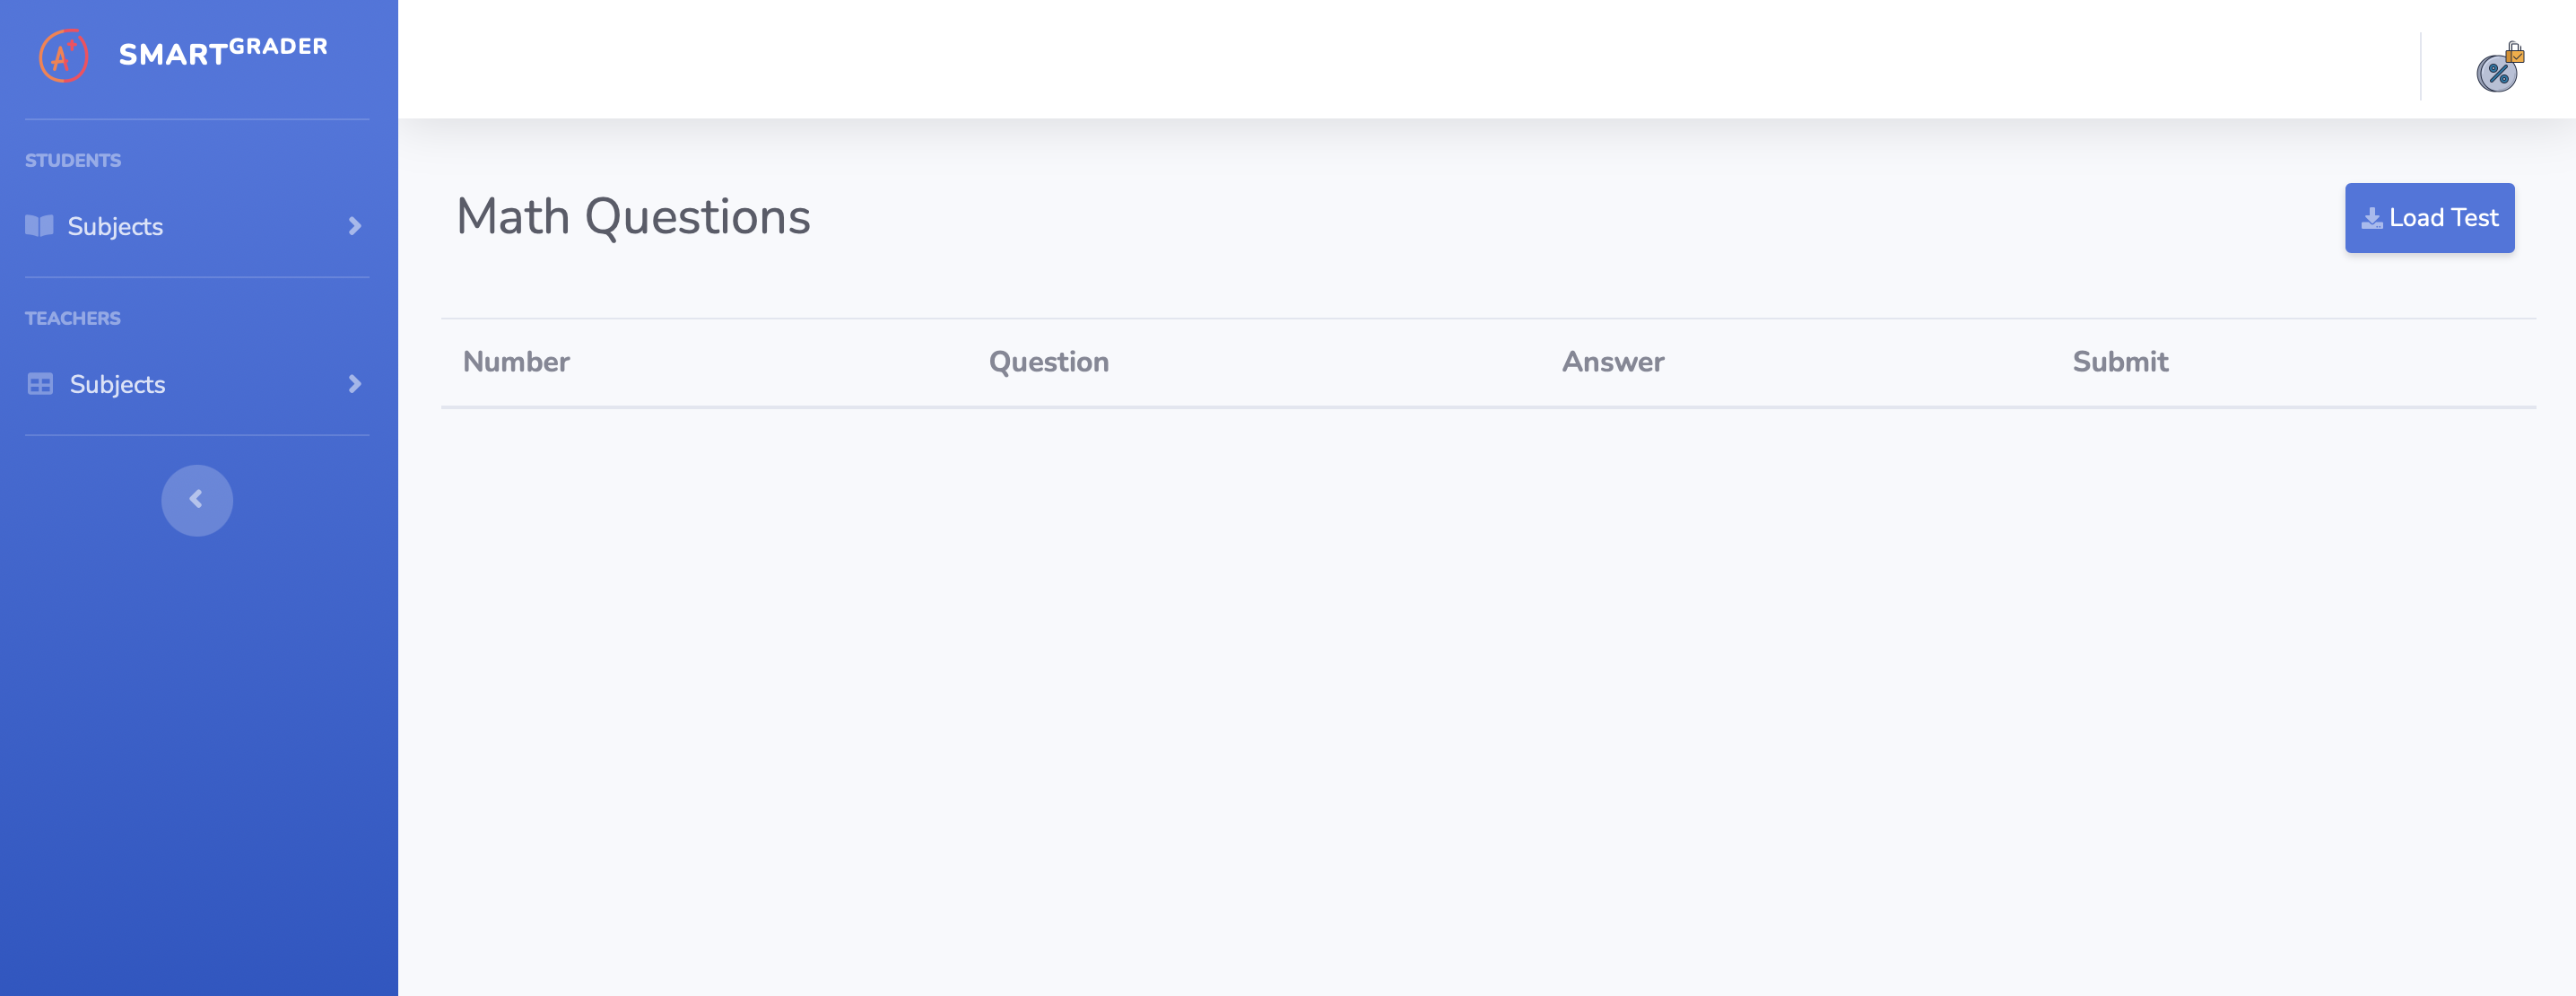 SMARTGRADER
STUDENTS
Subjects
TEACHERS
Subjects
Math Questions
Load Test
Number Question Answer Submit